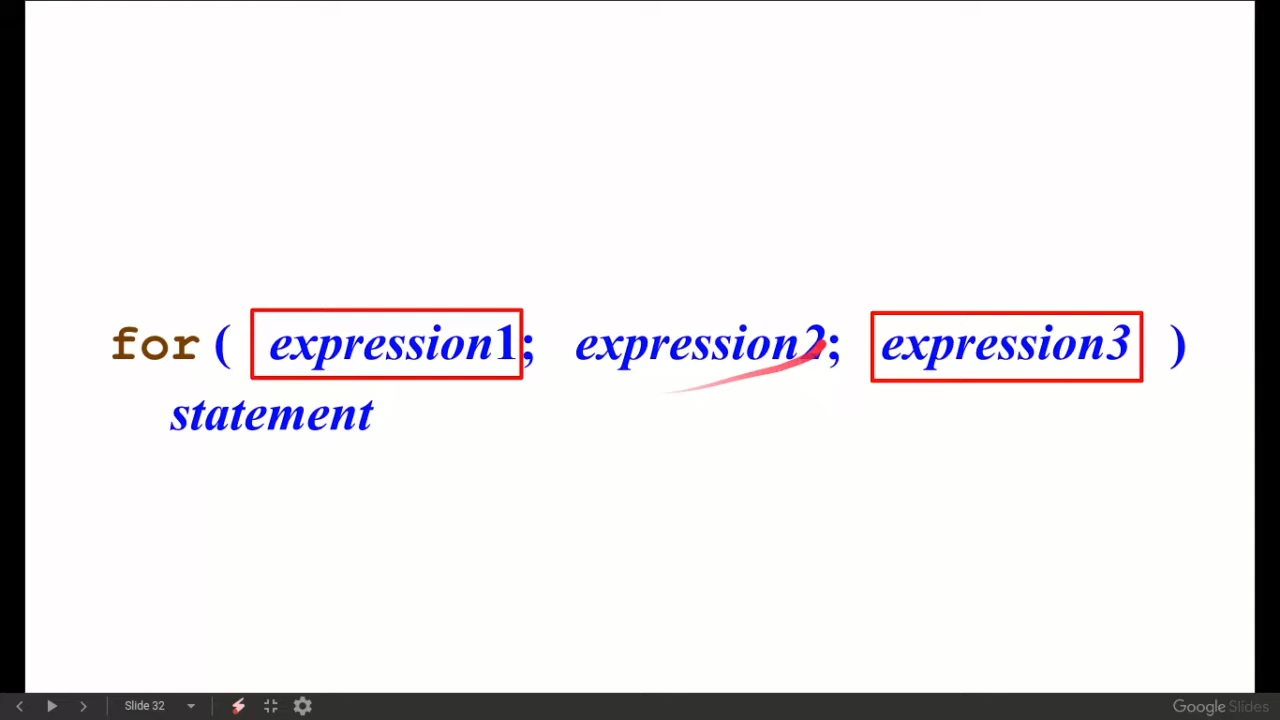 for ( expression1; expression2; expression3 )
statement
Slide 32
Google Slides